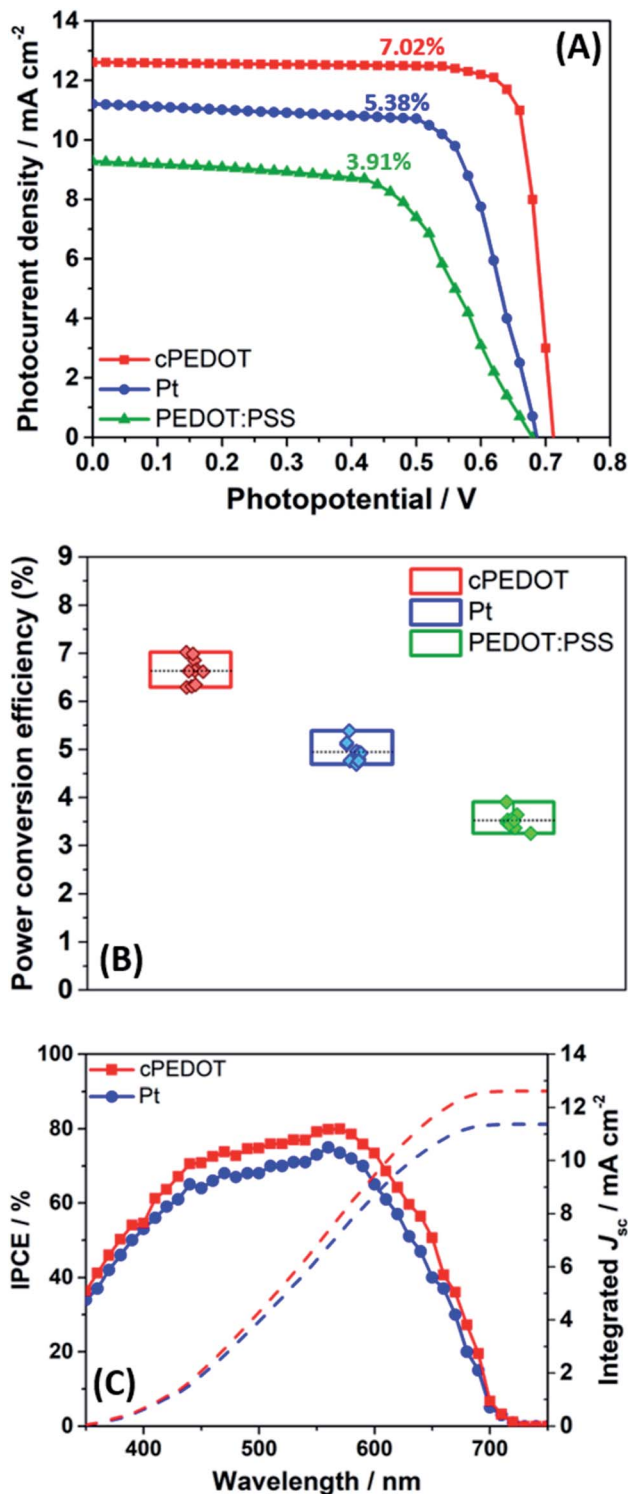 14
12
10
8
6
4
2
0
Photocurrent density / mA cm⁻²
7.02%
5.38%
3.91%
(A)
cPEDOT
Pt
PEDOT:PSS
0.0 0.1 0.2 0.3 0.4 0.5 0.6 0.7 0.8
Photopotential / V
9
8
7
6
5
4
3
2
1
0
Power conversion efficiency (%)
cPEDOT
Pt
PEDOT:PSS
(B)
100
80
60
40
20
0
IPCE / %
cPEDOT
Pt
(C)
14
12
10
8
6
4
2
0
Integrated Jsc / mA cm⁻²
400 500 600 700
Wavelength / nm